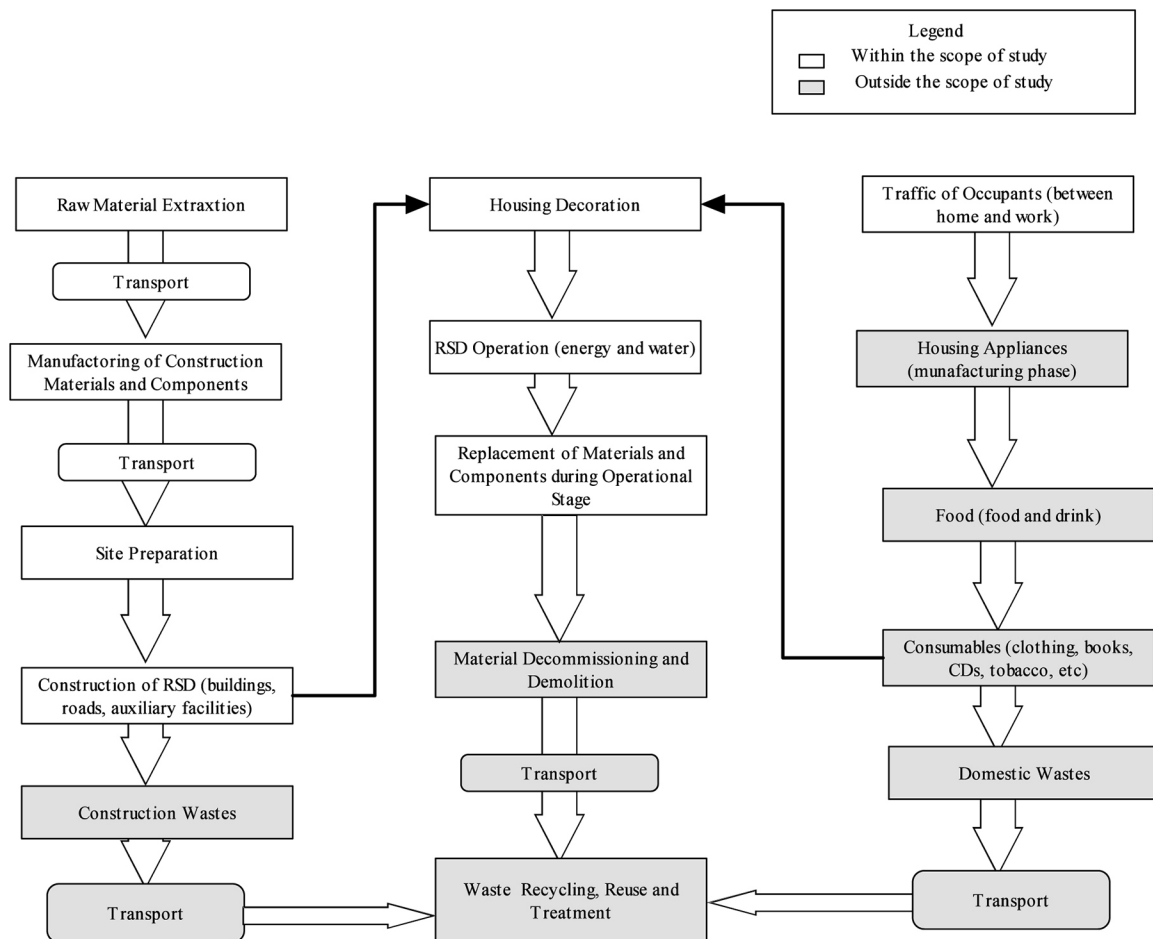 Legend
Within the scope of study
Outside the scope of study
Raw Material Extraxtion
Transport
Manufactoring of Construction
Materials and Components
Transport
Site Preparation
Construction of RSD (buildings,
roads, auxiliary facilities)
Construction Wastes
Transport
Housing Decoration
RSD Operation (energy and water)
Replacement of Materials and
Components during Operational
Stage
Material Decommissioning and
Demolition
Transport
Waste Recycling, Reuse and
Treatment
Traffic of Occupants (between
home and work)
Housing Appliances
(munafacturing phase)
Food (food and drink)
Consumables (clothing, books,
CDs, tobacco, etc)
Domestic Wastes
Transport